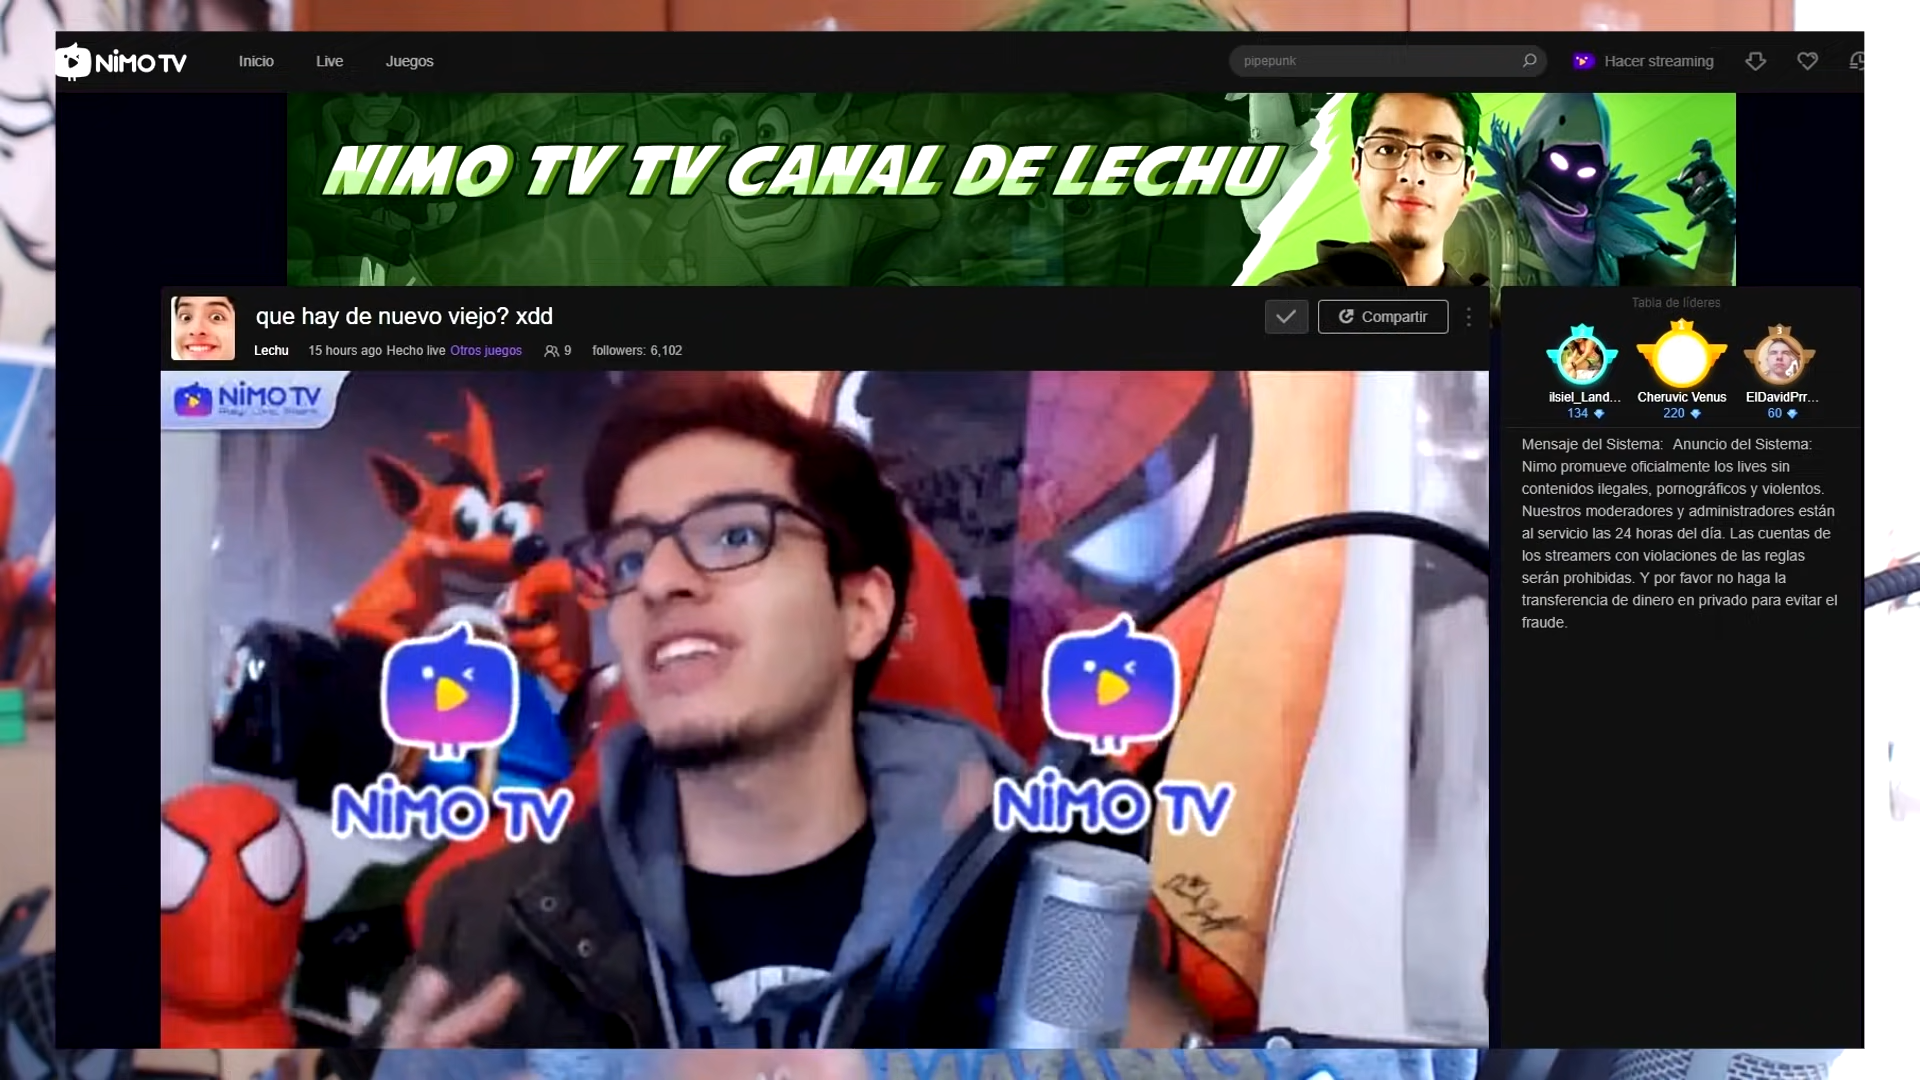 NiMO TV
Inicio
Live
Juegos
pipepunk
Hacer streaming
NIMO TV TV CANAL DE LECHU
que hay de nuevo viejo? xdd
Lechu
15 hours ago Hecho live Otros juegos
9
followers: 6,102
Compartir
Tabla de líderes
1
3
ilsiel_Land...
Cheruvic Venus
ElDavidPrr...
134
220
60
Mensaje del Sistema: Anuncio del Sistema:
Nimo promueve oficialmente los lives sin
contenidos ilegales, pornográficos y violentos.
Nuestros moderadores y administradores están
al servicio las 24 horas del día. Las cuentas de
los streamers con violaciones de las reglas
serán prohibidas. Y por favor no haga la
transferencia de dinero en privado para evitar el
fraude.
NiMO TV
NiMO TV
NiMO TV